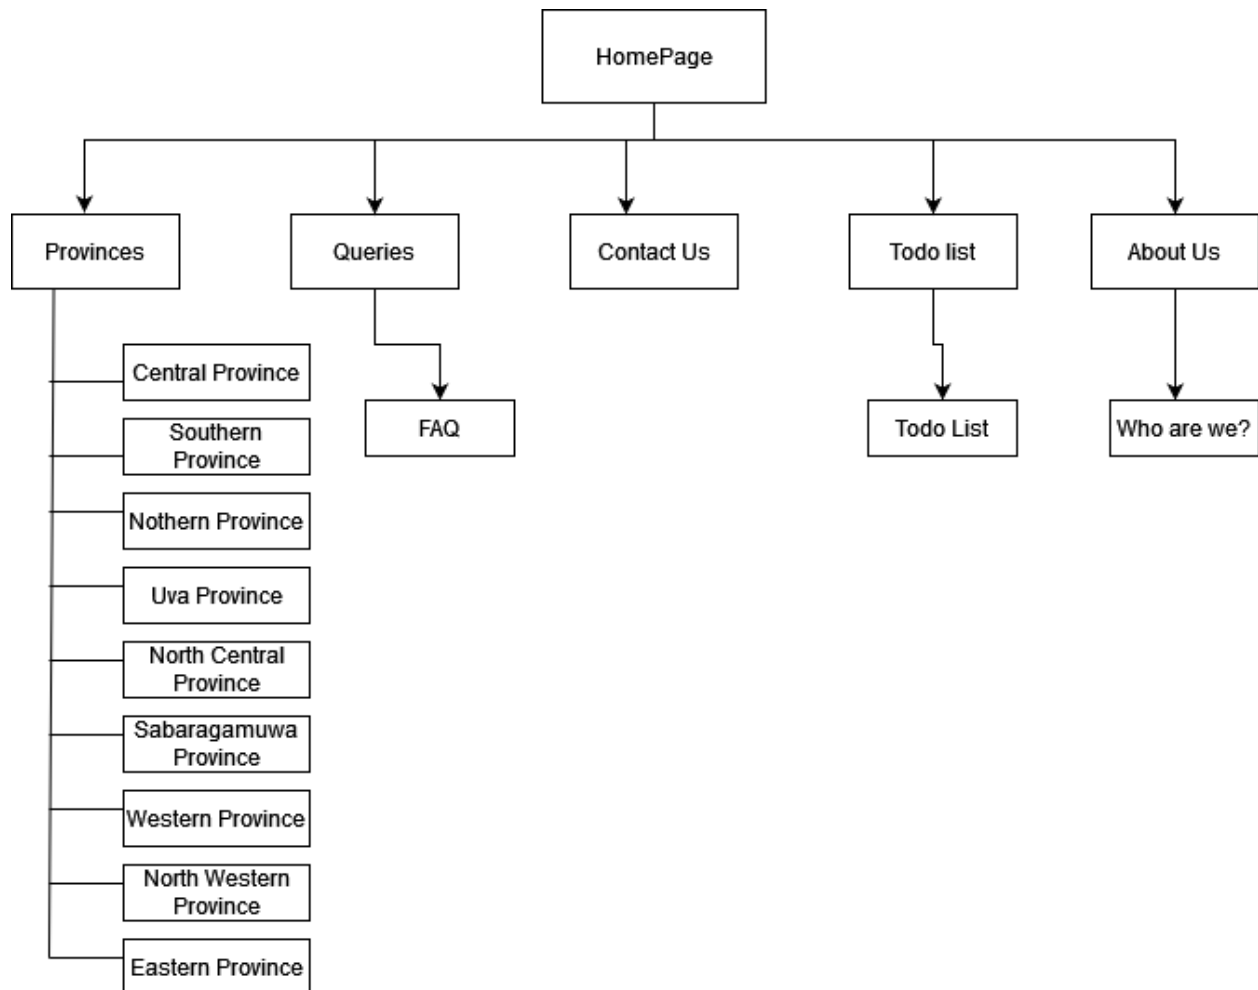 HomePage
Provinces
Queries
Contact Us
Todo list
About Us
Central Province
Southern
Province
Nothern Province
Uva Province
North Central
Province
Sabaragamuwa
Province
Western Province
North Western
Province
Eastern Province
FAQ
Todo List
Who are we?